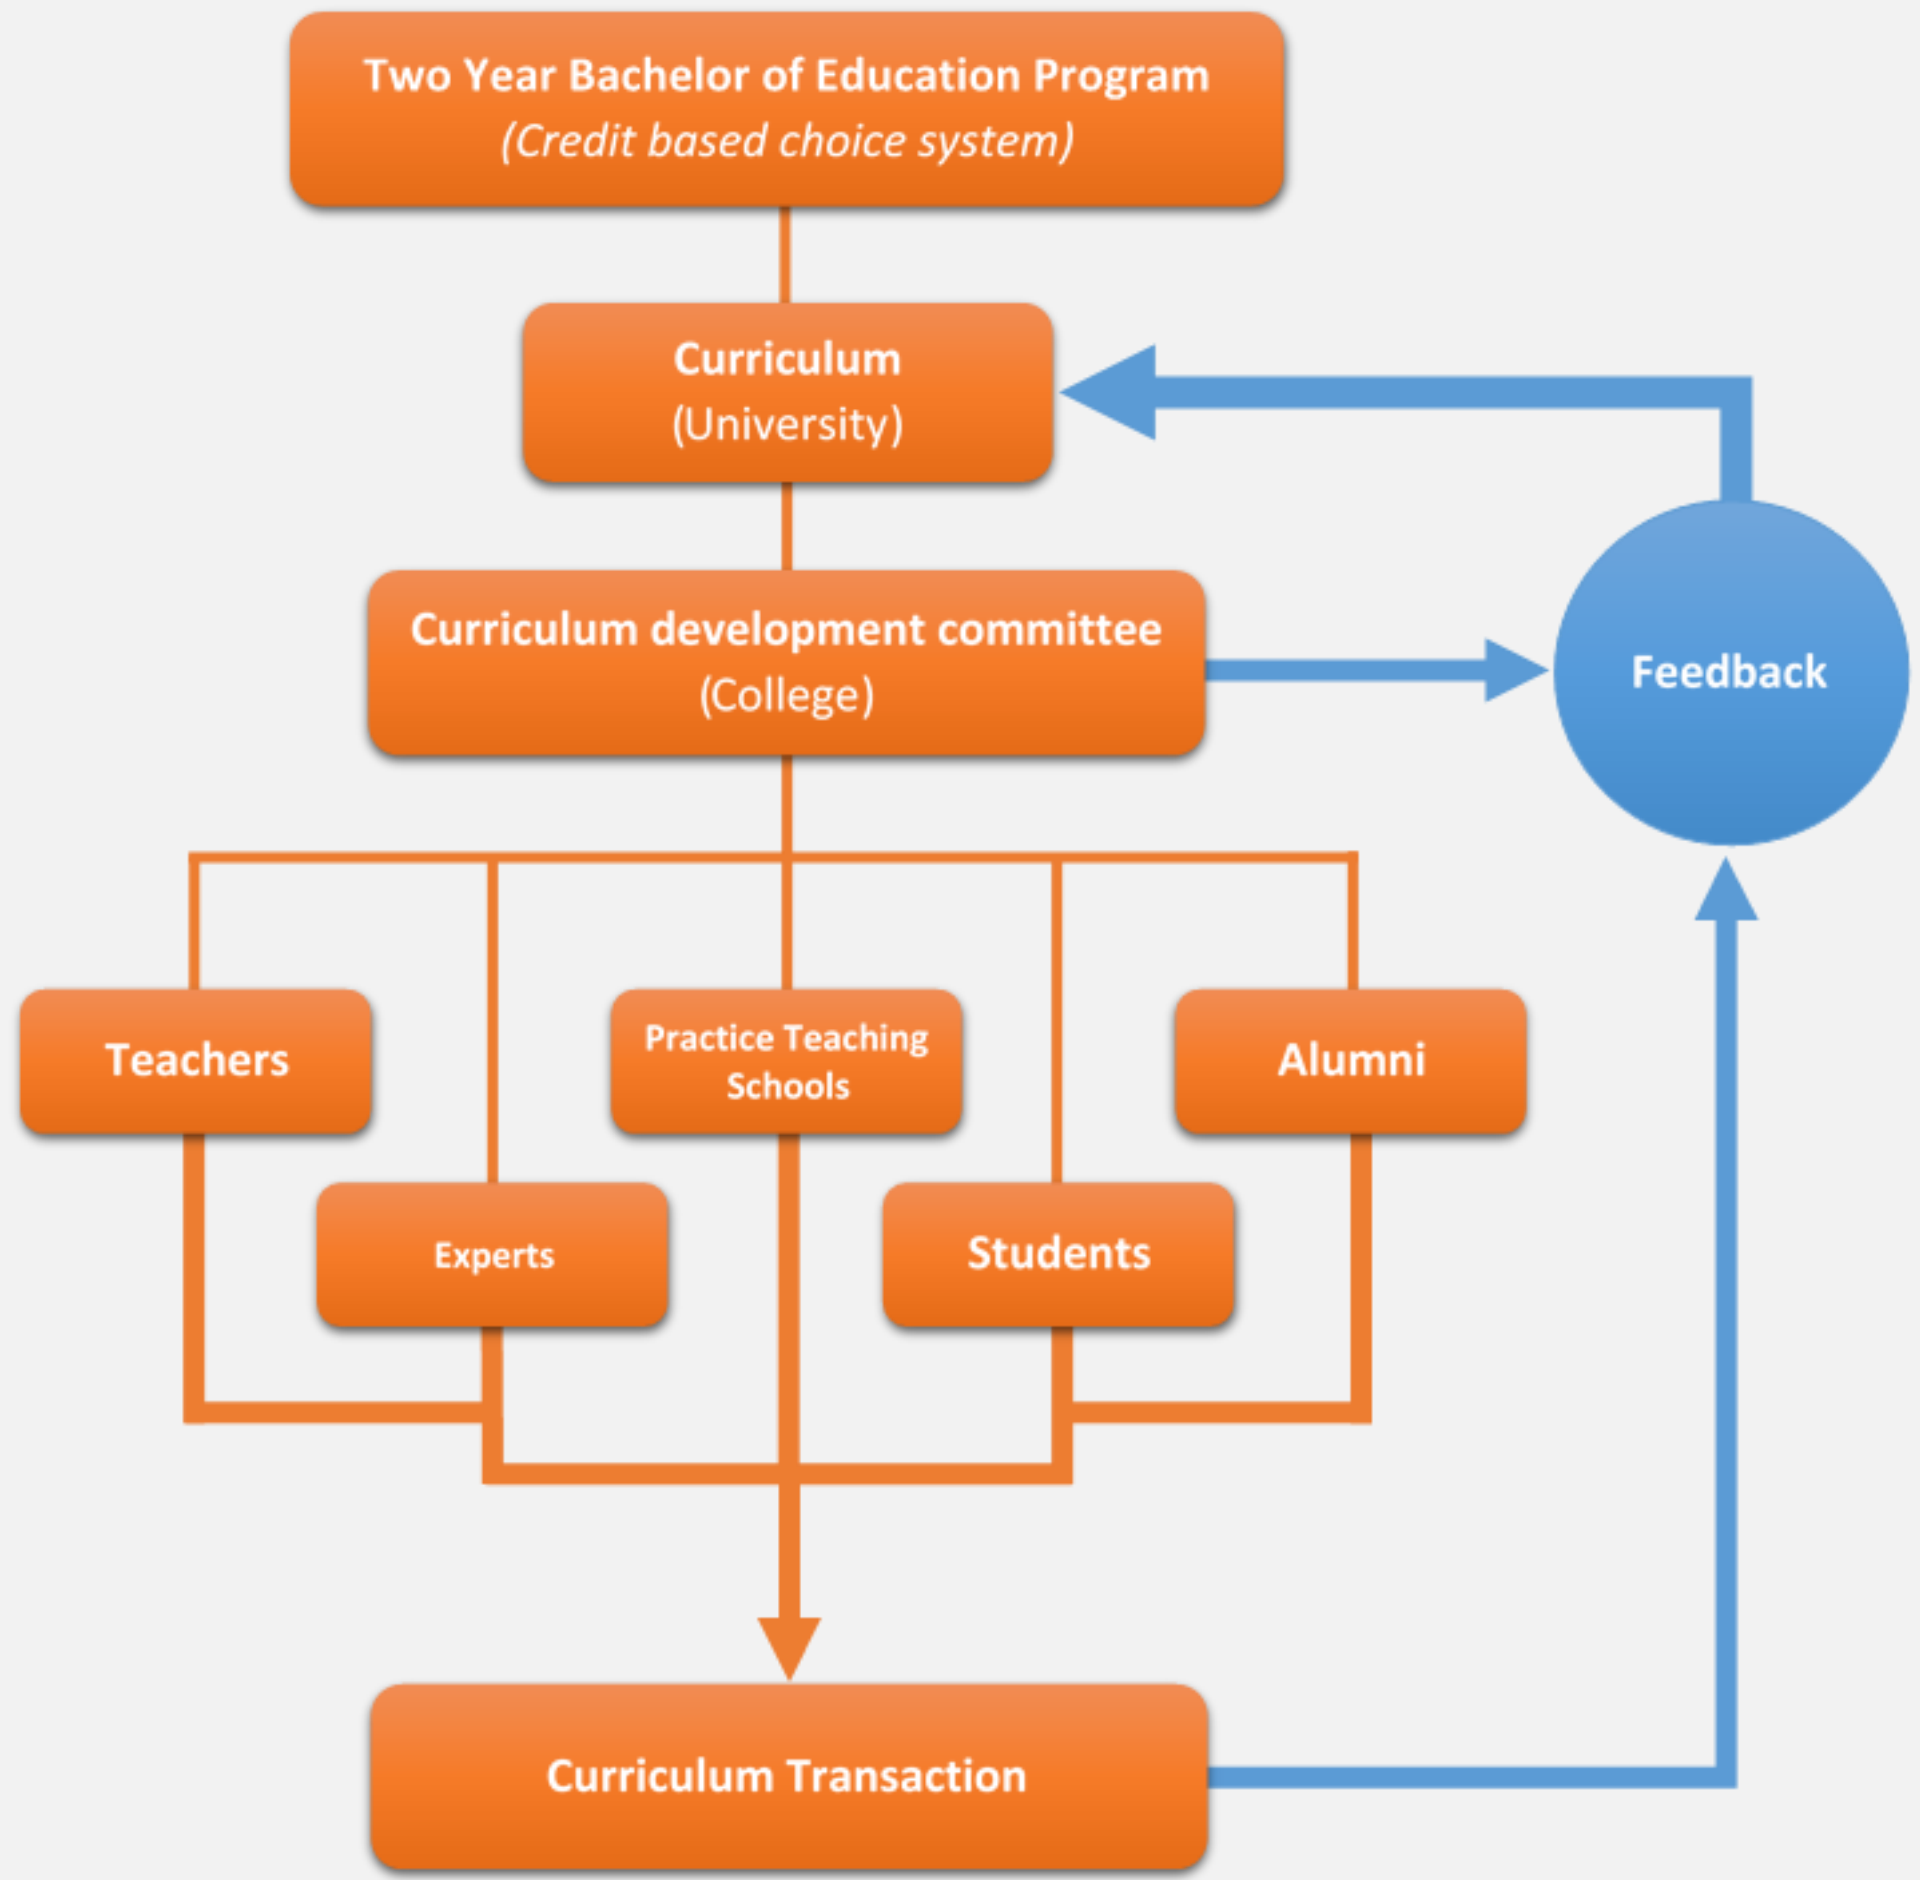 Two Year Bachelor of Education Program
(Credit based choice system)
Curriculum
(University)
Curriculum development committee
(College)
Feedback
Teachers
Practice Teaching
Schools
Alumni
Experts
Students
Curriculum Transaction